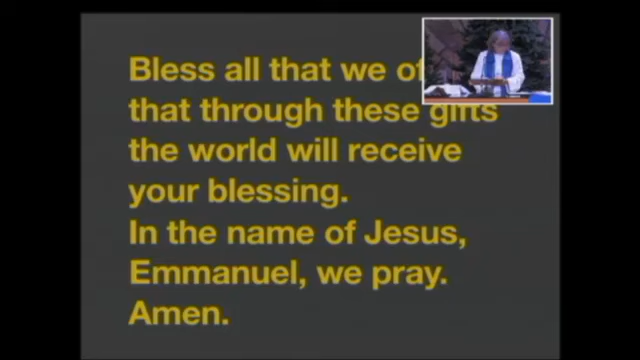 Bless all that we
that through these gifts
the world will receive
your blessing.
In the name of Jesus,
Emmanuel, we pray.
Amen.